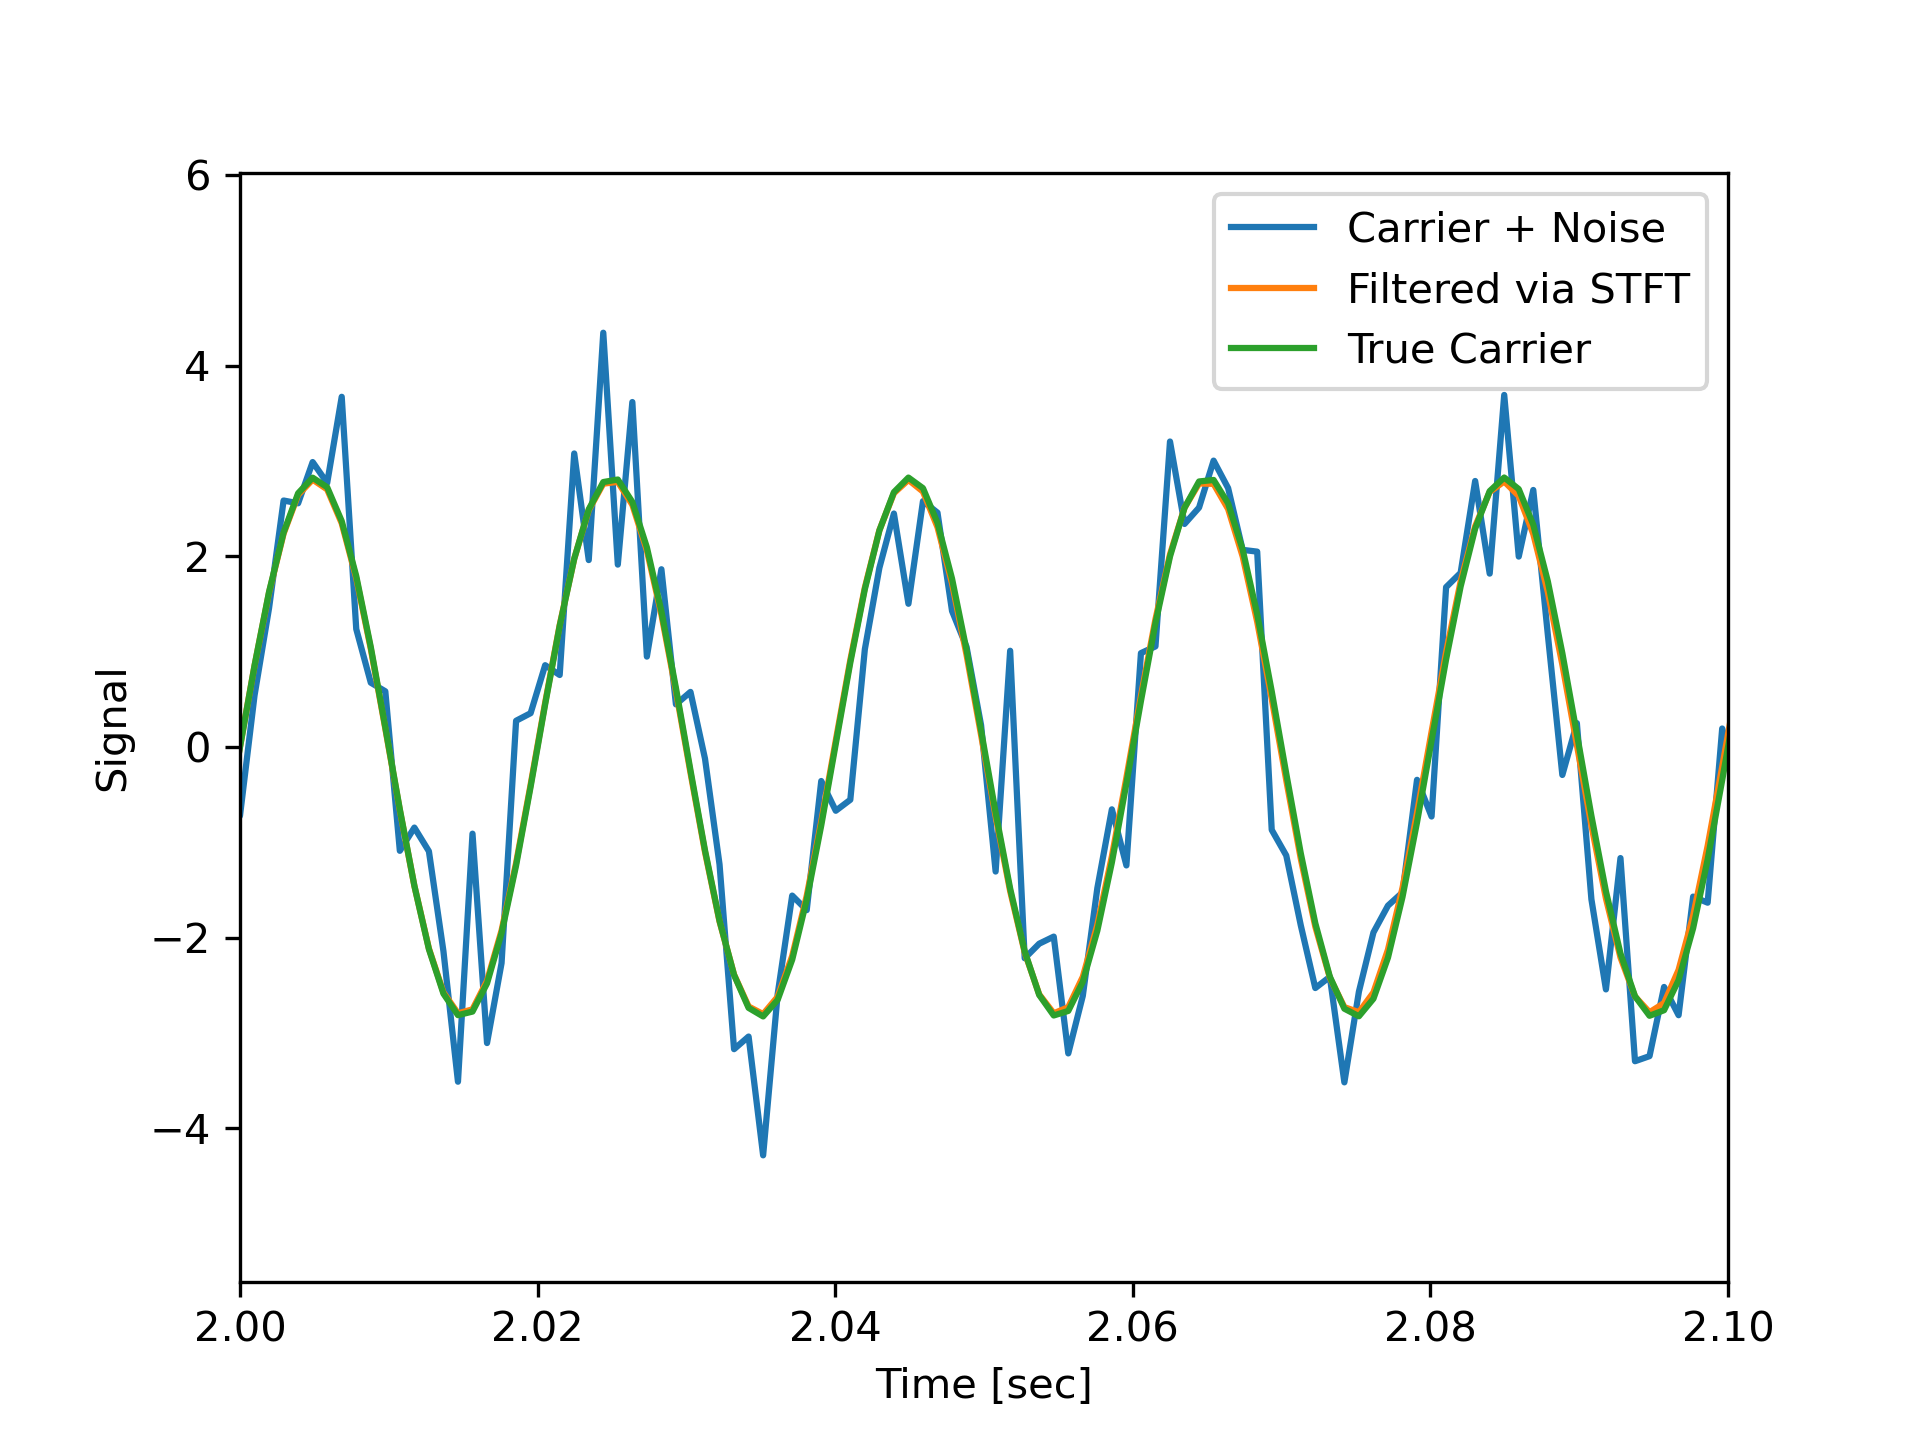 6
4
2
0
−2
−4
Signal
Carrier + Noise
Filtered via STFT
True Carrier
2.00 2.02 2.04 2.06 2.08 2.10
Time [sec]